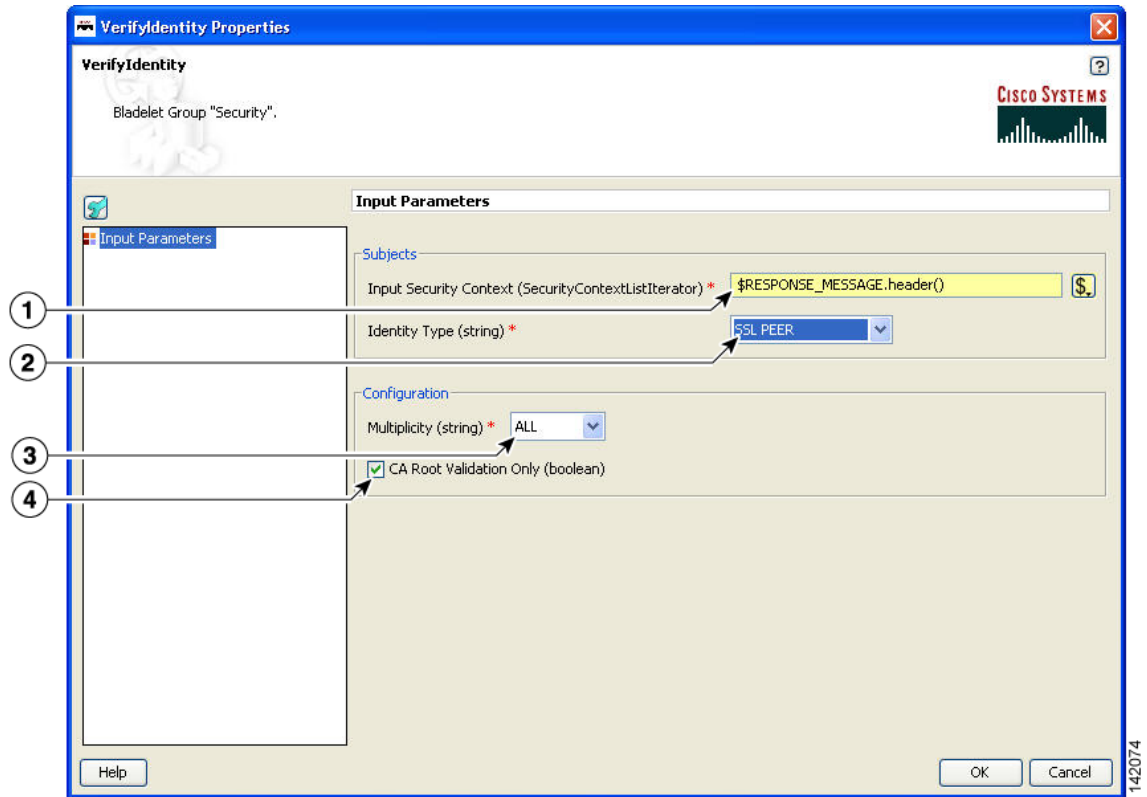 VerifyIdentity Properties
VerifyIdentity
?
Bladelet Group "Security".
CISCO SYSTEMS
Input Parameters
Input Parameters
Subjects
Input Security Context (SecurityContextListIterator) * $RESPONSE_MESSAGE.header() $
1
Identity Type (string) * SSL PEER
2
Configuration
Multiplicity (string) * ALL
3
CA Root Validation Only (boolean)
4
Help OK Cancel
142074